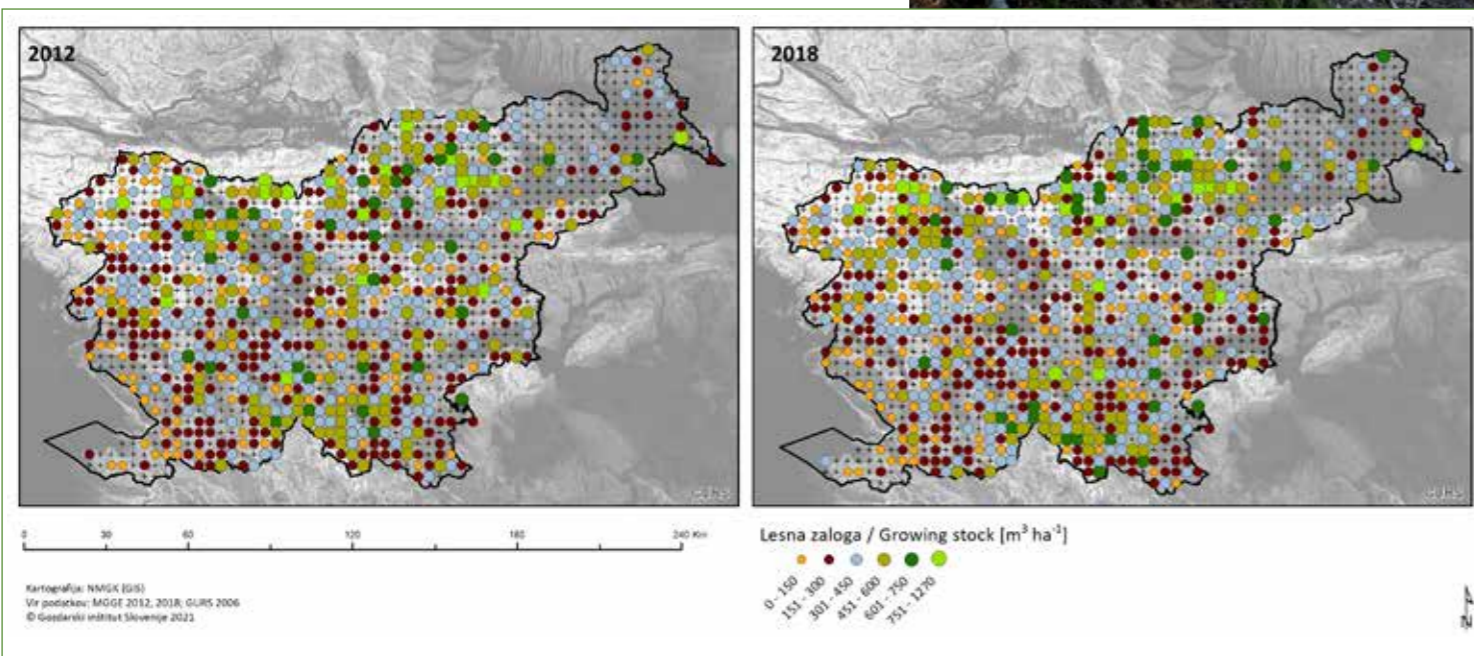 2012
2018
GURS
GURS
0 30 60 120 180 240 Km
Lesna zaloga / Growing stock [m³ ha⁻¹]
0 - 150
151 - 300
301 - 450
451 - 600
601 - 750
751 - 1270
Kartografija: NMGK (GIS)
Vir podatkov: MGGE 2012, 2018; GURS 2006
© Gozdarski inštitut Slovenije 2021
N